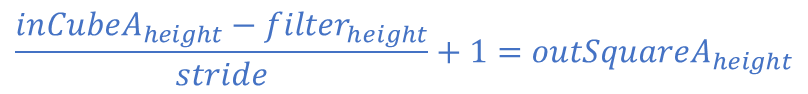 inCubeA_height − filter_height
stride
+ 1 = outSquareA_height